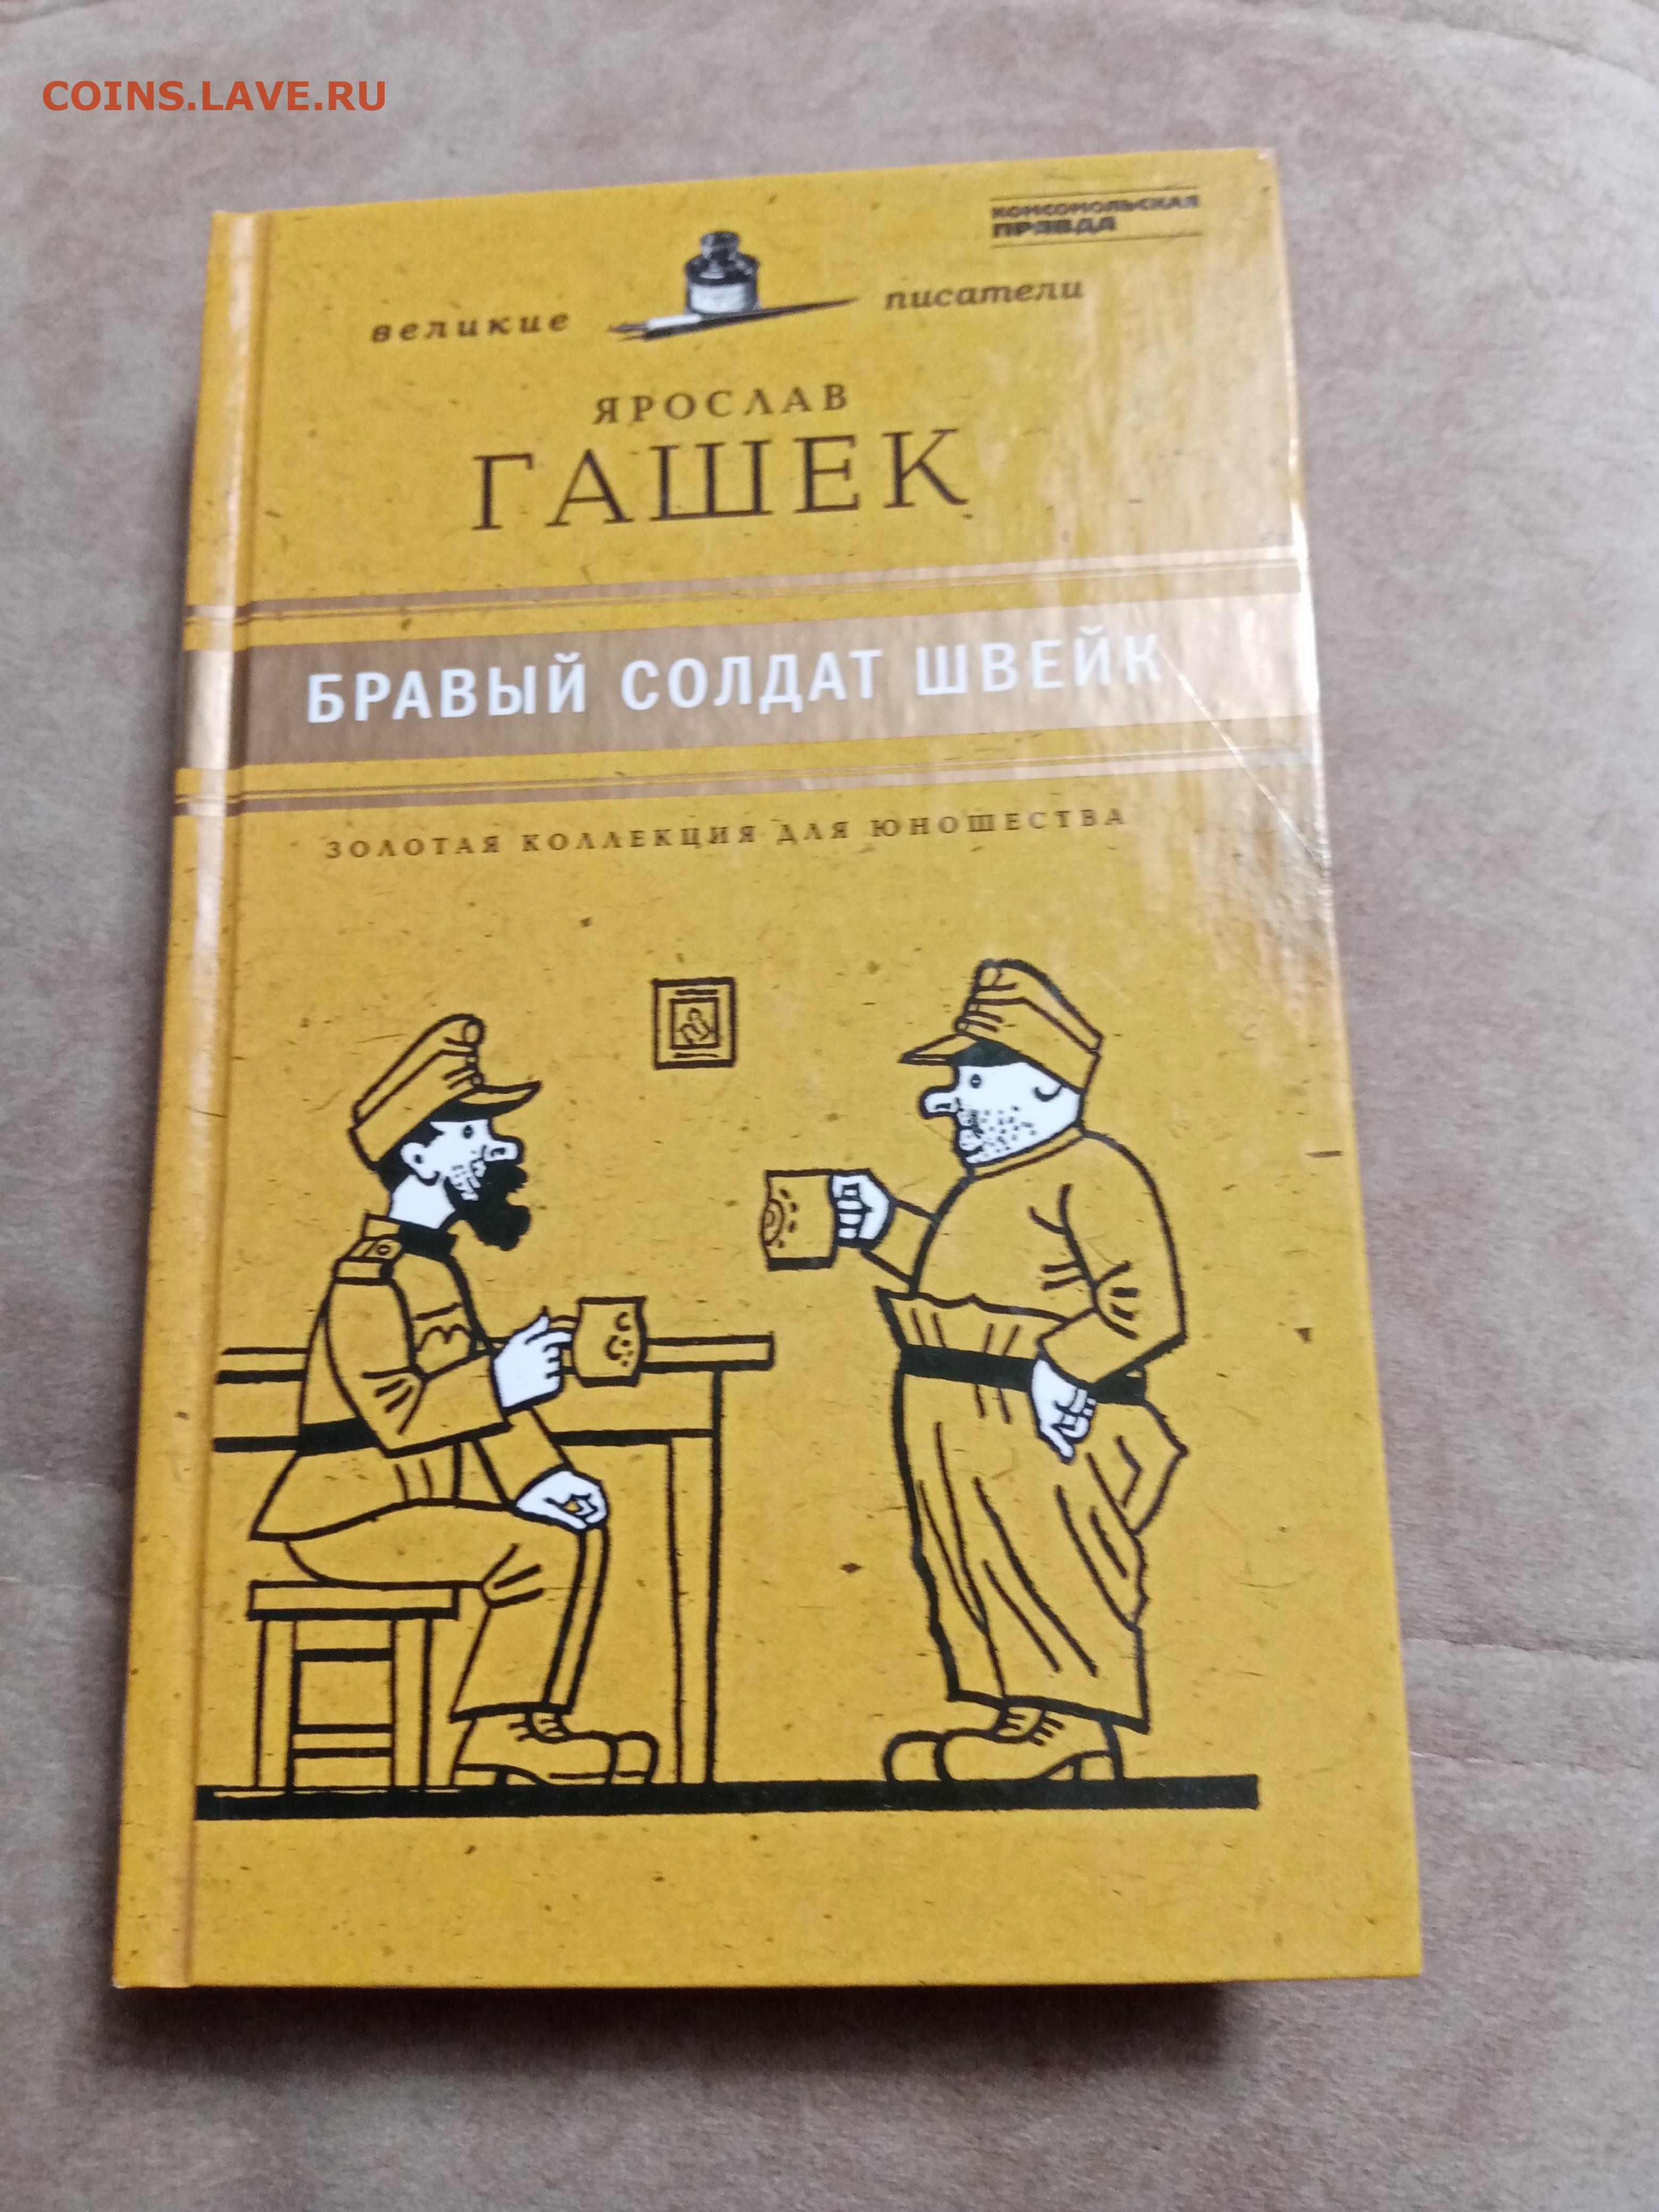 COINS.LAVE.RU
КОМСОМОЛЬСКАЯ
ПРАВДА
великие писатели
ЯРОСЛАВ
ГАШЕК
БРАВЫЙ СОЛДАТ ШВЕЙК
ЗОЛОТАЯ КОЛЛЕКЦИЯ ДЛЯ ЮНОШЕСТВА